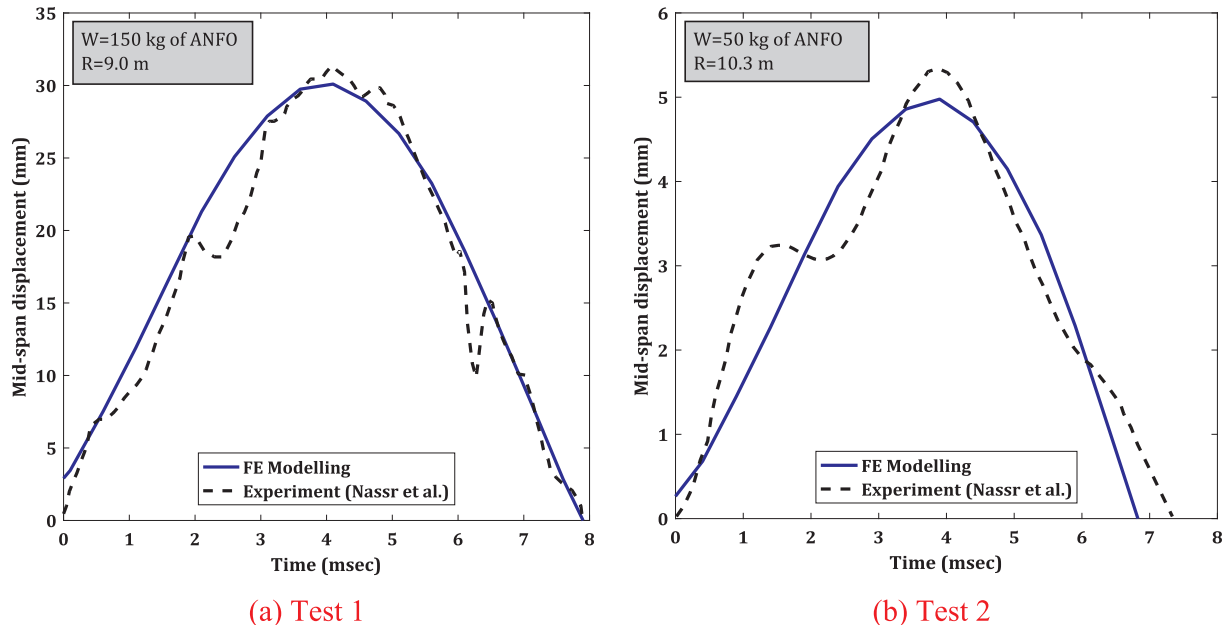 35
30
25
20
15
10
5
0
Mid-span displacement (mm)
W=150 kg of ANFO
R=9.0 m
FE Modelling
Experiment (Nassr et al.)
0 1 2 3 4 5 6 7 8
Time (msec)
(a) Test 1
6
5
4
3
2
1
0
Mid-span displacement (mm)
W=50 kg of ANFO
R=10.3 m
FE Modelling
Experiment (Nassr et al.)
0 1 2 3 4 5 6 7 8
Time (msec)
(b) Test 2